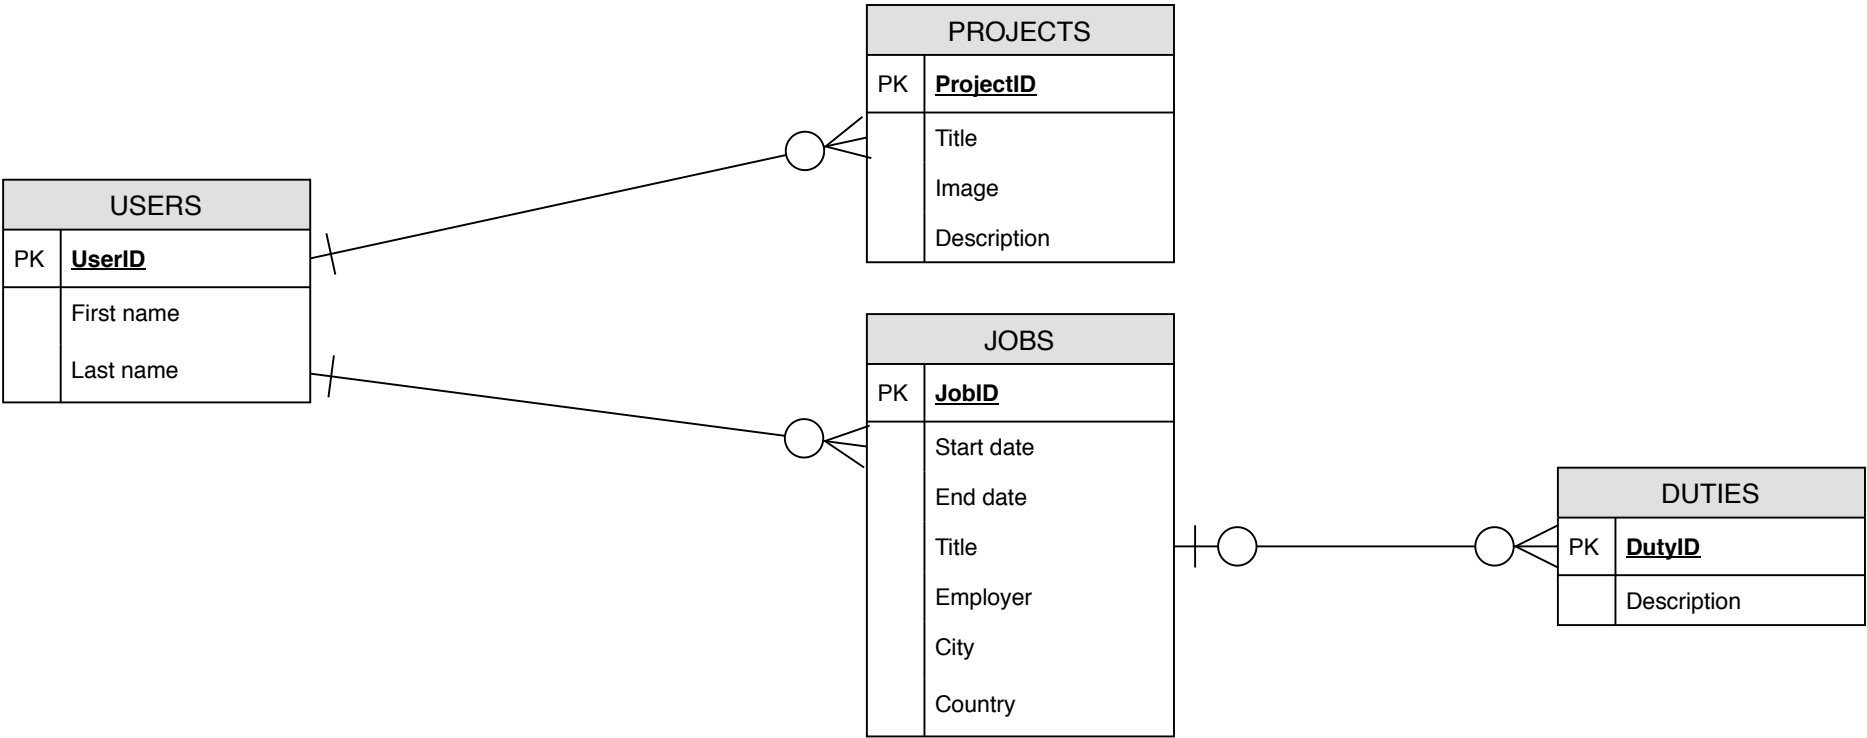 USERS
PK UserID
First name
Last name
PROJECTS
PK ProjectID
Title
Image
Description
JOBS
PK JobID
Start date
End date
Title
Employer
City
Country
DUTIES
PK DutyID
Description